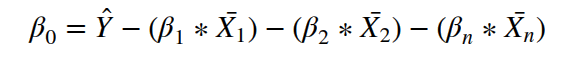 β₀ = Ŷ − (β₁ * X̄₁) − (β₂ * X̄₂) − (βₙ * X̄ₙ)